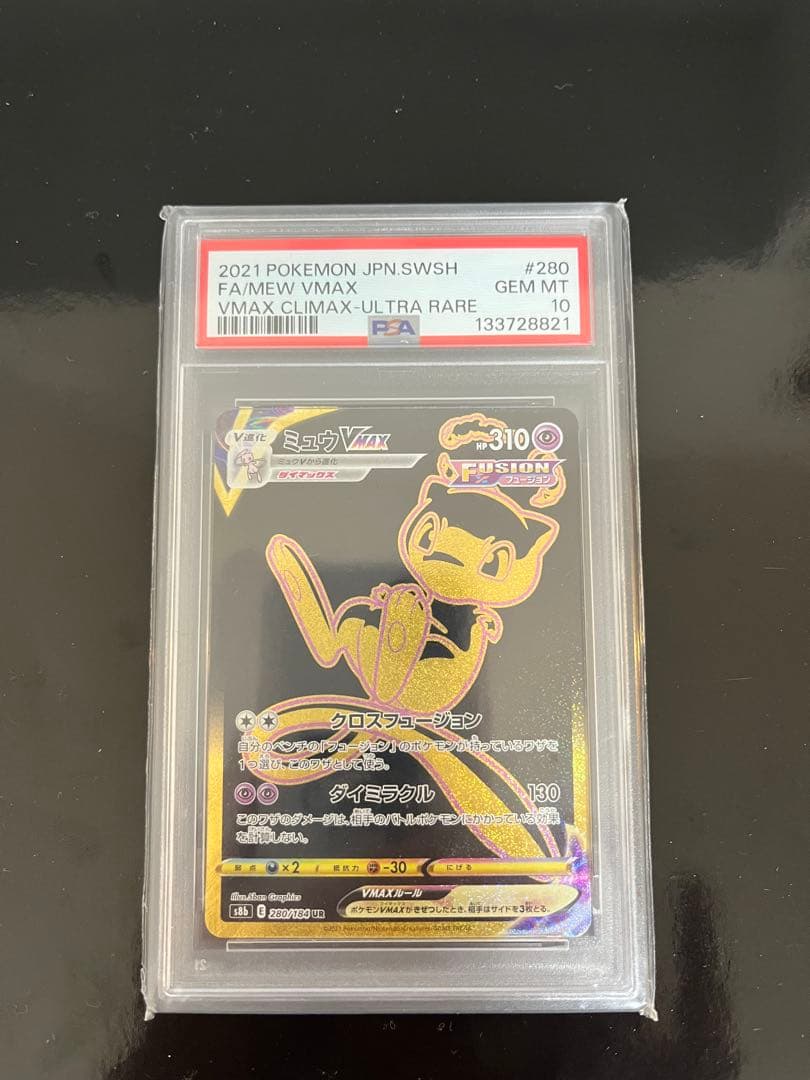 2021 POKEMON JPN.SWSH #280
FA/MEW VMAX GEM MT
VMAX CLIMAX-ULTRA RARE 10
PSA 133728821
V進化 ミュウVMAX HP 310
ミュウVから進化
ダイマックス
FUSION
フュージョン
クロスフュージョン
自分のベンチの「フュージョン」のポケモンが持っているワザを
1つ選び、このワザとして使う。
ダイミラクル 130
このワザのダメージは、相手のバトルポケモンにかかっている効果
を計算しない。
弱点 ×2 抵抗力 -30 にげる
VMAXルール
illus.5ban Graphics
ポケモンVMAXがきぜつしたとき、相手はサイドを3枚とる。
s8b E 280/184 UR
©2021 Pokémon/Nintendo/Creatures/GAME FREAK